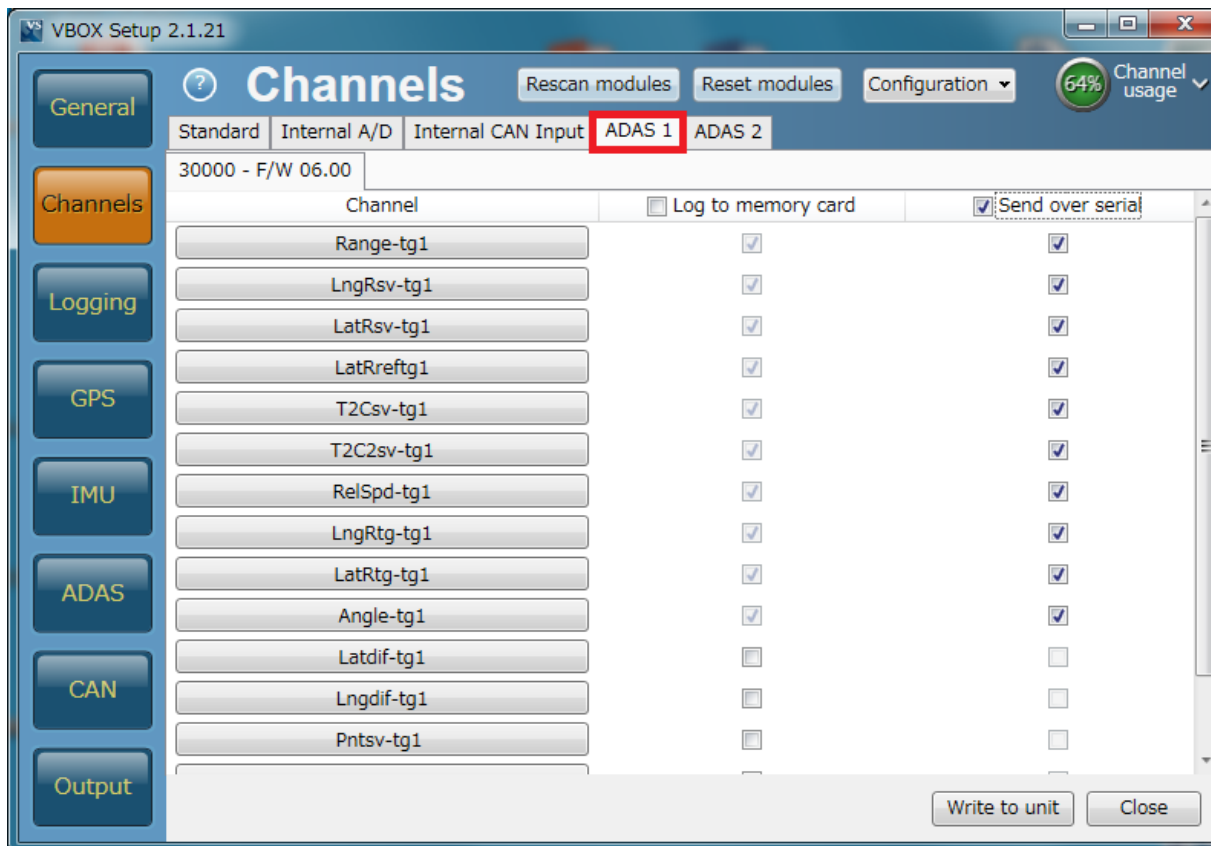 VBOX Setup 2.1.21
General
Channels
Rescan modules
Reset modules
Configuration
64%
Channel usage
Standard
Internal A/D
Internal CAN Input
ADAS 1
ADAS 2
30000 - F/W 06.00
Channels
Channel
Log to memory card
Send over serial
Range-tg1
LngRsv-tg1
Logging
LatRsv-tg1
LatRreftg1
GPS
T2Csv-tg1
T2C2sv-tg1
IMU
RelSpd-tg1
LngRtg-tg1
ADAS
LatRtg-tg1
Angle-tg1
Latdif-tg1
CAN
Lngdif-tg1
Pntsv-tg1
Output
Write to unit
Close